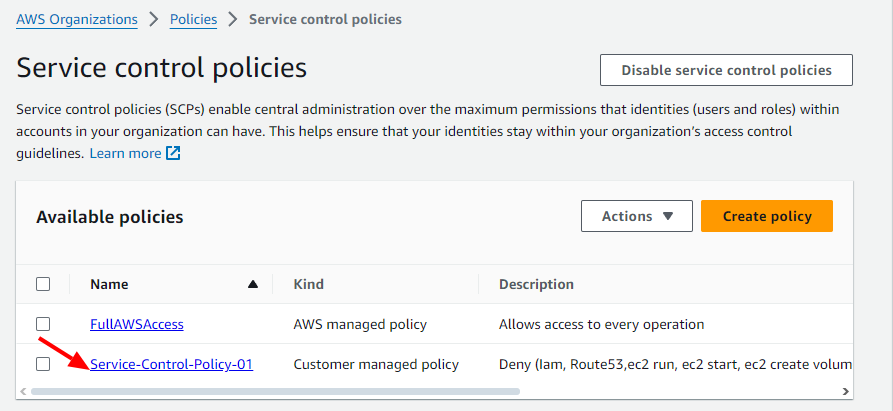 AWS Organizations > Policies > Service control policies
Service control policies
Disable service control policies
Service control policies (SCPs) enable central administration over the maximum permissions that identities (users and roles) within
accounts in your organization can have. This helps ensure that your identities stay within your organization's access control
guidelines. Learn more
Available policies
Actions
Create policy
Name Kind Description
FullAWSAccess AWS managed policy Allows access to every operation
Service-Control-Policy-01 Customer managed policy Deny (Iam, Route53,ec2 run, ec2 start, ec2 create volum